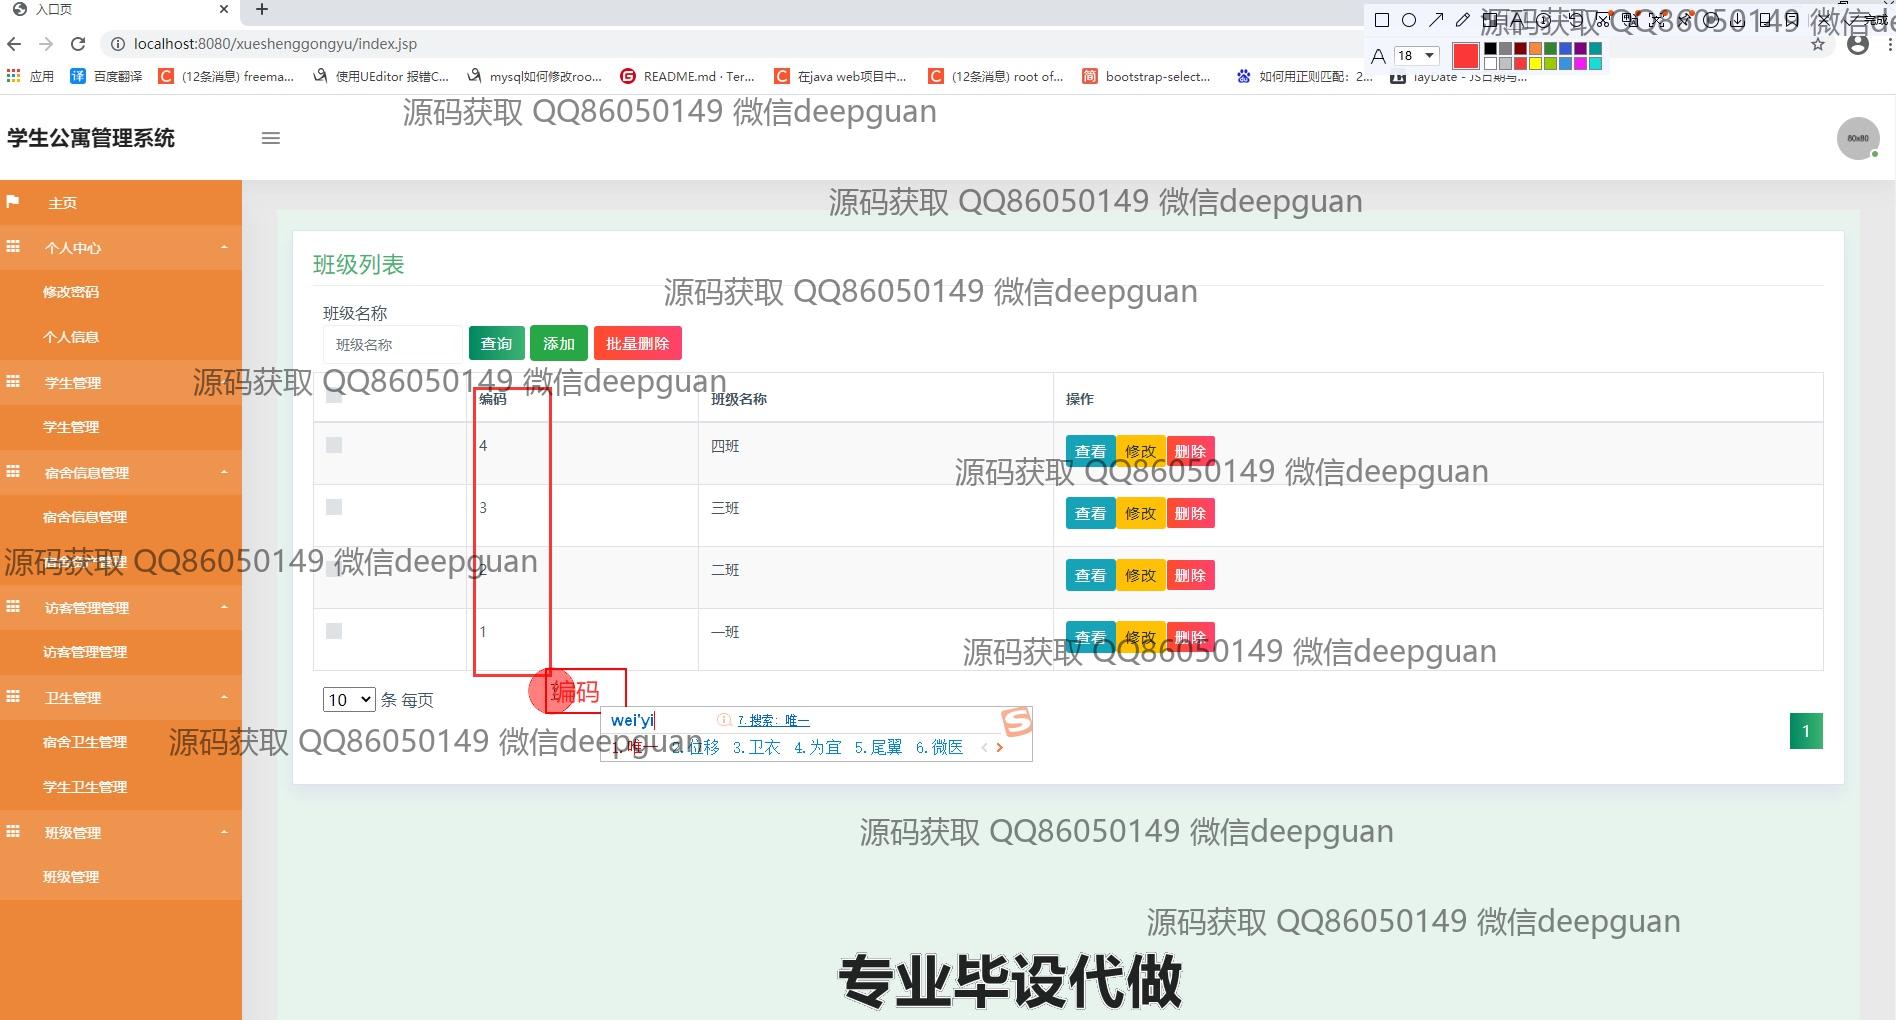 入口页
localhost:8080/xueshenggongyu/index.jsp
应用
百度翻译
(12条消息) freema...
使用UEditor 报错C...
mysql如何修改roo...
README.md · Ter...
在java web项目中...
(12条消息) root of...
bootstrap-select...
如何用正则匹配：2...
layDate - JS日期与...
18
完成
源码获取 QQ86050149 微信de
源码获取 QQ86050149 微信deepguan
学生公寓管理系统
80x80
源码获取 QQ86050149 微信deepguan
主页
个人中心
修改密码
个人信息
学生管理
学生管理
宿舍信息管理
宿舍信息管理
宿舍资产管理
访客管理管理
访客管理管理
卫生管理
宿舍卫生管理
学生卫生管理
班级管理
班级管理
班级列表
源码获取 QQ86050149 微信deepguan
班级名称
班级名称 查询 添加 批量删除
源码获取 QQ86050149 微信deepguan
编码 班级名称 操作
4 四班 查看 修改 删除
源码获取 QQ86050149 微信deepguan
3 三班 查看 修改 删除
源码获取 QQ86050149 微信deepguan
2 二班 查看 修改 删除
1 一班 查看 修改 删除
源码获取 QQ86050149 微信deepguan
编码
10 条 每页
wei'yi 7.搜索：唯一
1.唯一 2.位移 3.卫衣 4.为宜 5.尾翼 6.微医
源码获取 QQ86050149 微信deepguan
1
源码获取 QQ86050149 微信deepguan
源码获取 QQ86050149 微信deepguan
专业毕设代做